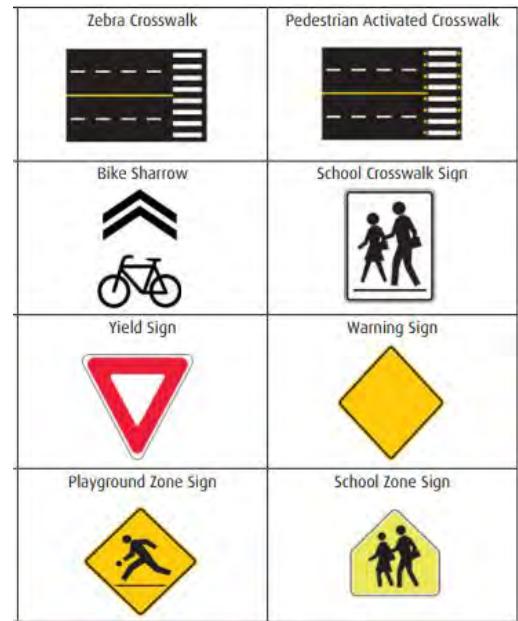 Zebra Crosswalk
Pedestrian Activated Crosswalk
Bike Sharrow
School Crosswalk Sign
Yield Sign
Warning Sign
Playground Zone Sign
School Zone Sign